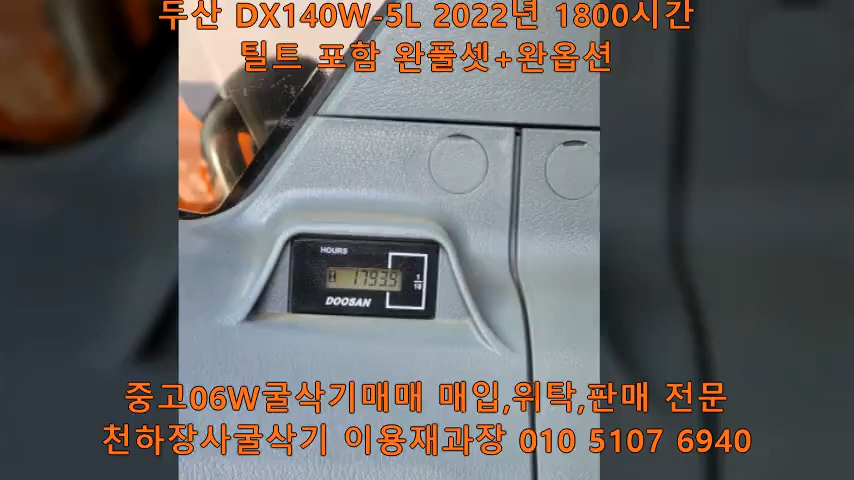 두산 DX140W-5L 2022년 1800시간
틸트 포함 완풀셋+완옵션
HOURS
H 1793.9
1/10
DOOSAN
중고06W굴삭기매매 매입,위탁,판매 전문
천하장사굴삭기 이용재과장 010 5107 6940